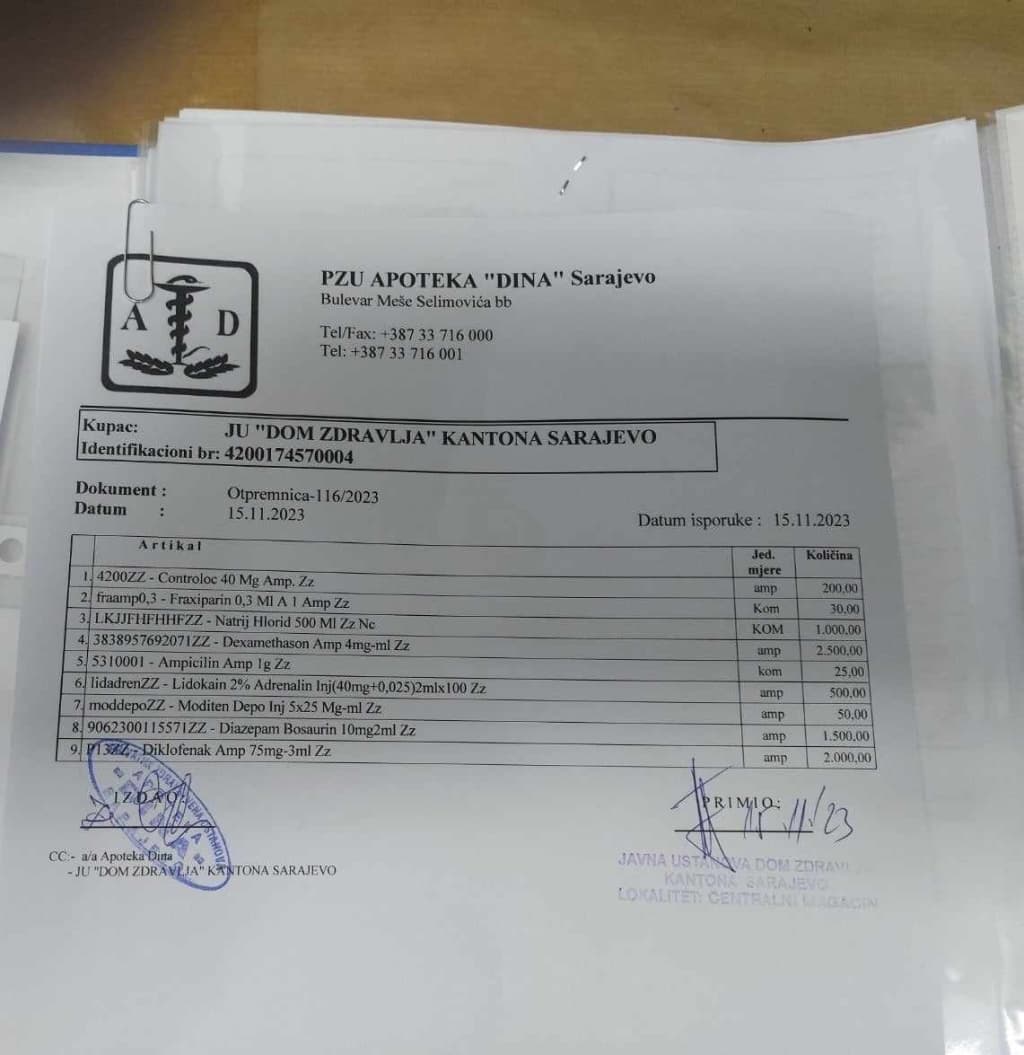 A D
PZU APOTEKA "DINA" Sarajevo
Bulevar Meše Selimovića bb
Tel/Fax: +387 33 716 000
Tel: +387 33 716 001
Kupac: JU "DOM ZDRAVLJA" KANTONA SARAJEVO
Identifikacioni br: 4200174570004
Dokument : Otpremnica-116/2023
Datum : 15.11.2023
Datum isporuke : 15.11.2023
Artikal Jed. mjere Količina
1. 4200ZZ - Controloc 40 Mg Amp. Zz amp 200,00
2. fraamp0,3 - Fraxiparin 0,3 Ml A 1 Amp Zz Kom 30,00
3. LKJJFHFHHFZZ - Natrij Hlorid 500 Ml Zz Nc KOM 1.000,00
4. 3838957692071ZZ - Dexamethason Amp 4mg-ml Zz amp 2.500,00
5. 5310001 - Ampicilin Amp 1g Zz kom 25,00
6. lidadrenZZ - Lidokain 2% Adrenalin Inj(40mg+0,025)2mlx100 Zz amp 500,00
7. moddepoZZ - Moditen Depo Inj 5x25 Mg-ml Zz amp 50,00
8. 9062300115571ZZ - Diazepam Bosaurin 10mg2ml Zz amp 1.500,00
9. P13ZZ - Diklofenak Amp 75mg-3ml Zz amp 2.000,00
IZDAO:
PRIMIO:
15/11/23
CC:- a/a Apoteka Dina
- JU "DOM ZDRAVLJA" KANTONA SARAJEVO
JAVNA USTANOVA DOM ZDRAVLJA
KANTONA SARAJEVO
LOKALITET: CENTRALNI MAGACIN